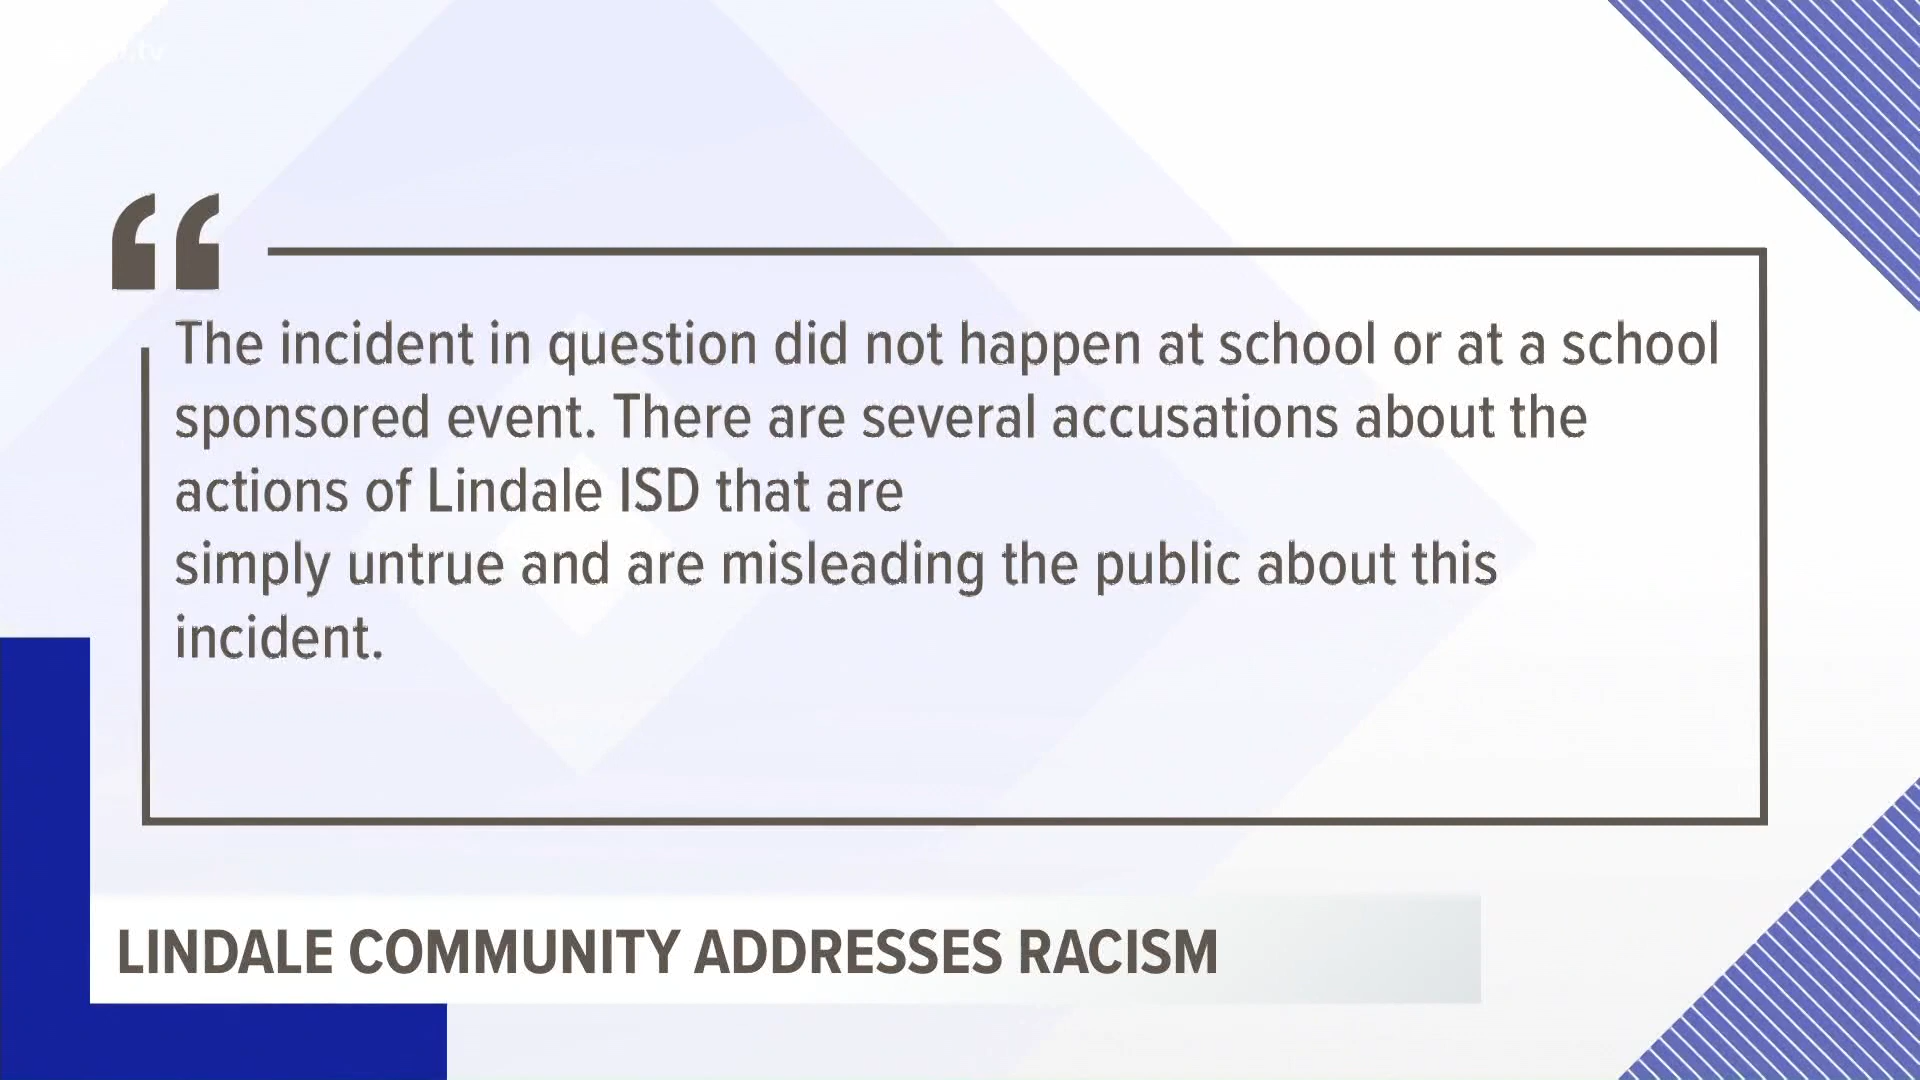 “
The incident in question did not happen at school or at a school
sponsored event. There are several accusations about the
actions of Lindale ISD that are
simply untrue and are misleading the public about this
incident.
LINDALE COMMUNITY ADDRESSES RACISM